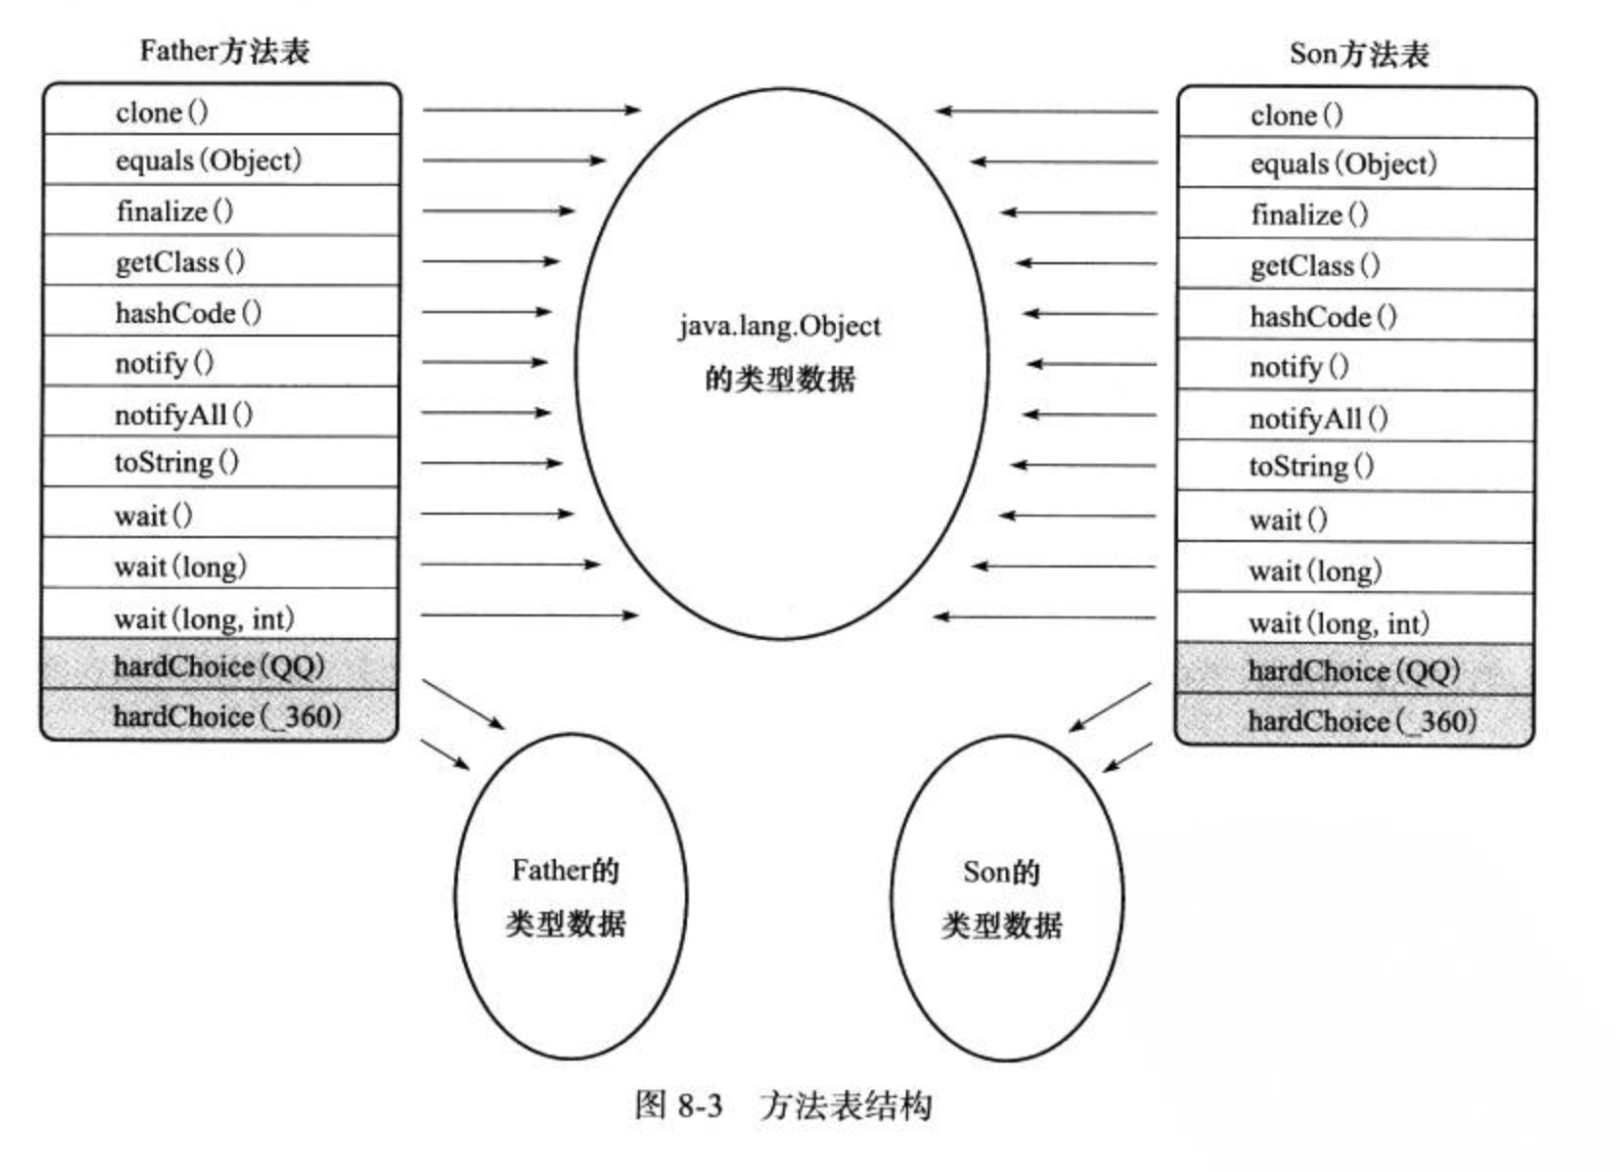 Father方法表
clone()
equals(Object)
finalize()
getClass()
hashCode()
notify()
notifyAll()
toString()
wait()
wait(long)
wait(long, int)
hardChoice(QQ)
hardChoice(_360)
java.lang.Object
的类型数据
Son方法表
clone()
equals(Object)
finalize()
getClass()
hashCode()
notify()
notifyAll()
toString()
wait()
wait(long)
wait(long, int)
hardChoice(QQ)
hardChoice(_360)
Father的
类型数据
Son的
类型数据
图 8-3 方法表结构